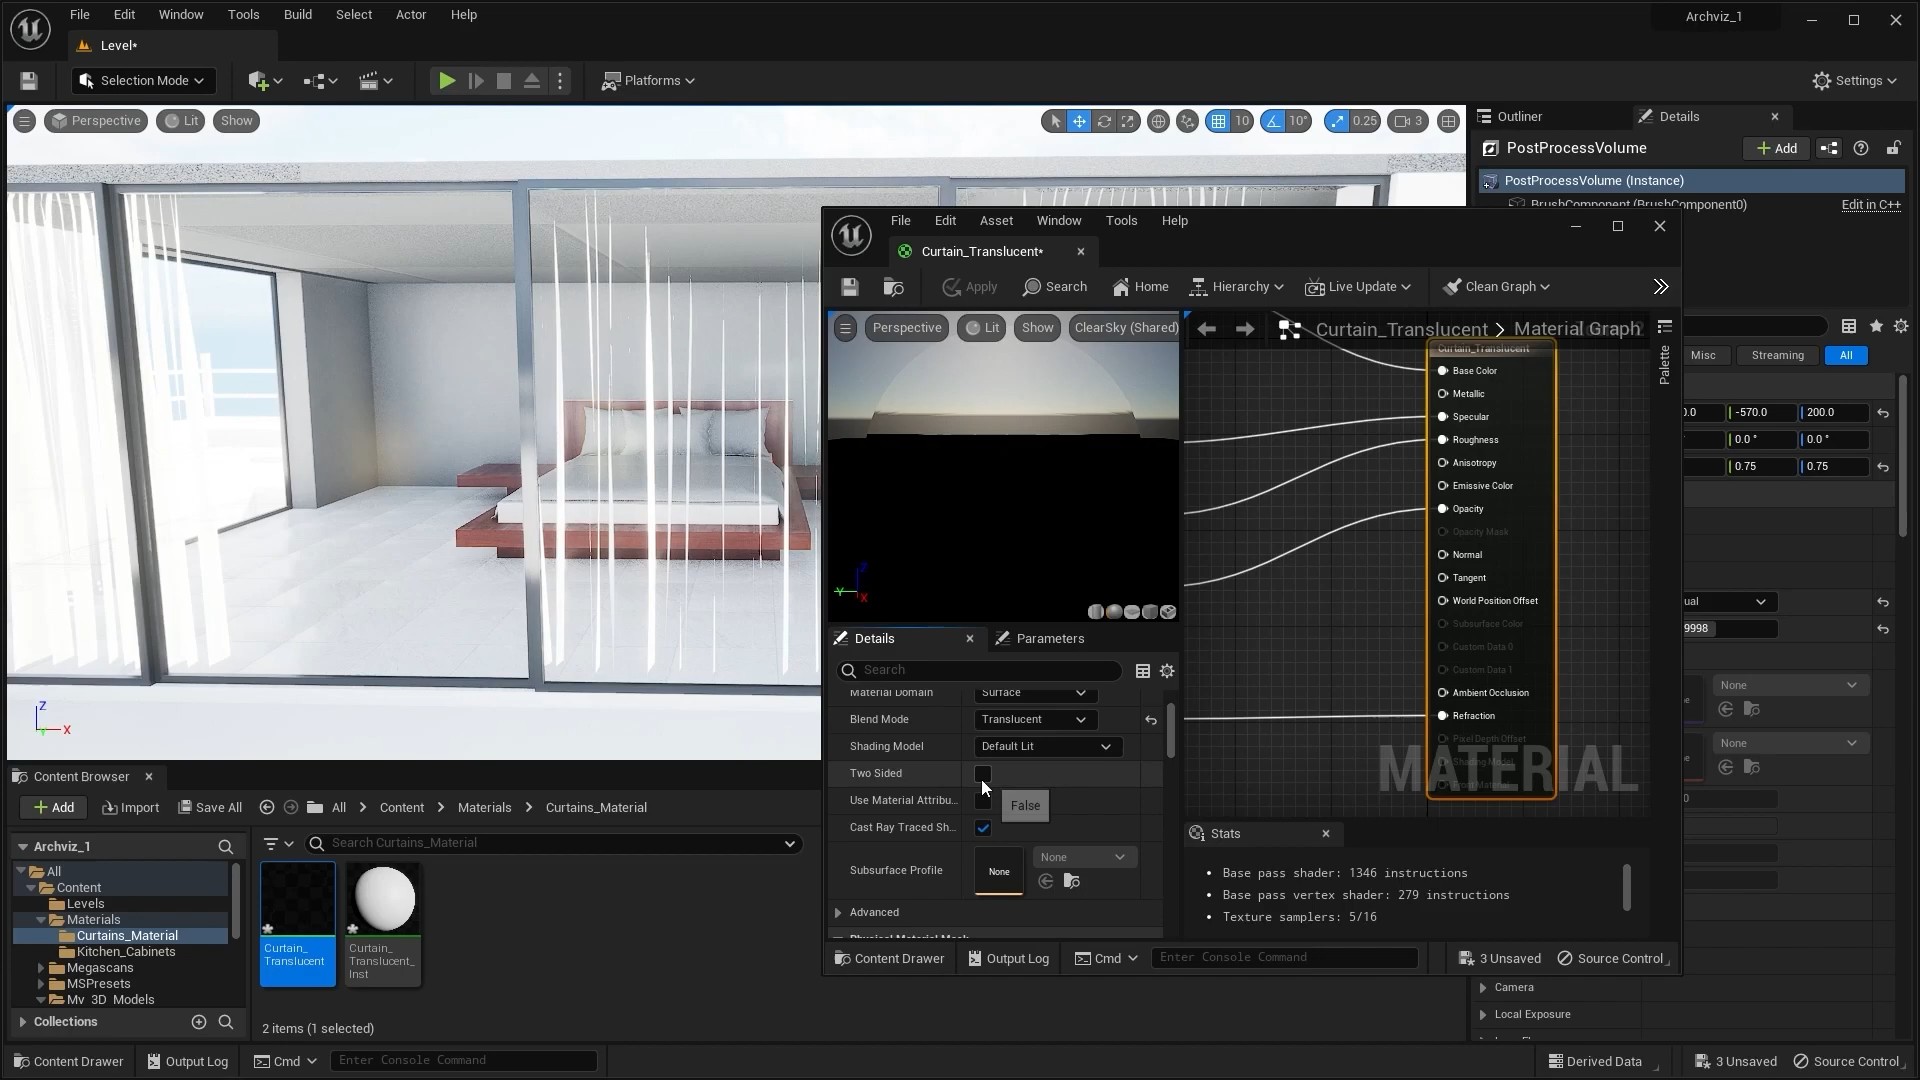 File Edit Window Tools Build Select Actor Help
Archviz_1
Level*
Selection Mode
Platforms
Settings
Perspective Lit Show
10 10° 0.25 3
Outliner Details
PostProcessVolume
Add
PostProcessVolume (Instance)
BrushComponent (BrushComponent0) Edit in C++
File Edit Asset Window Tools Help
Curtain_Translucent*
Apply Search Home Hierarchy Live Update Clean Graph
Perspective Lit Show ClearSky (Shared)
Curtain_Translucent > Material Graph
Palette
Curtain_Translucent
Base Color
Metallic
Specular
Roughness
Anisotropy
Emissive Color
Opacity
Opacity Mask
Normal
Tangent
World Position Offset
Subsurface Color
Custom Data 0
Custom Data 1
Ambient Occlusion
Refraction
Pixel Depth Offset
Shading Model
MATERIAL
Z
Y
X
Details Parameters
Search
Material Domain Surface
Blend Mode Translucent
Shading Model Default Lit
Two Sided
Use Material Attribu...
False
Cast Ray Traced Sh...
Subsurface Profile None None
Advanced
Stats
Base pass shader: 1346 instructions
Base pass vertex shader: 279 instructions
Texture samplers: 5/16
Content Drawer Output Log Cmd Enter Console Command 3 Unsaved Source Control
Misc Streaming All
0.0 -570.0 200.0
0.0 ° 0.0 °
0.75 0.75
ual
9998
None
None
Camera
Local Exposure
Z
X
Content Browser
Add Import Save All All > Content > Materials > Curtains_Material
Archviz_1
Search Curtains_Material
All
Content
Levels
Materials
Curtains_Material
Kitchen_Cabinets
Megascans
MSPresets
My_3D_Models
Collections
Curtain_
Translucent
Curtain_
Translucent_
Inst
2 items (1 selected)
Content Drawer Output Log Cmd Enter Console Command
Derived Data 3 Unsaved Source Control